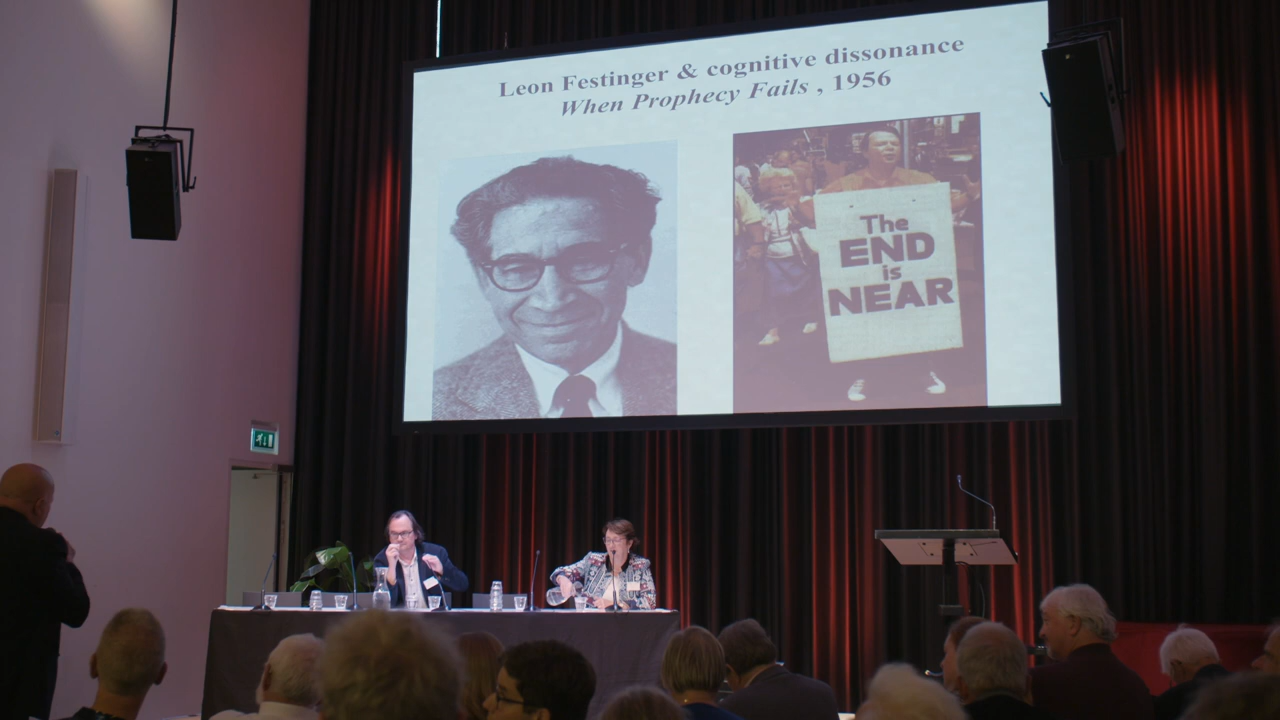 Leon Festinger & cognitive dissonance
When Prophecy Fails , 1956
The
END
is
NEAR